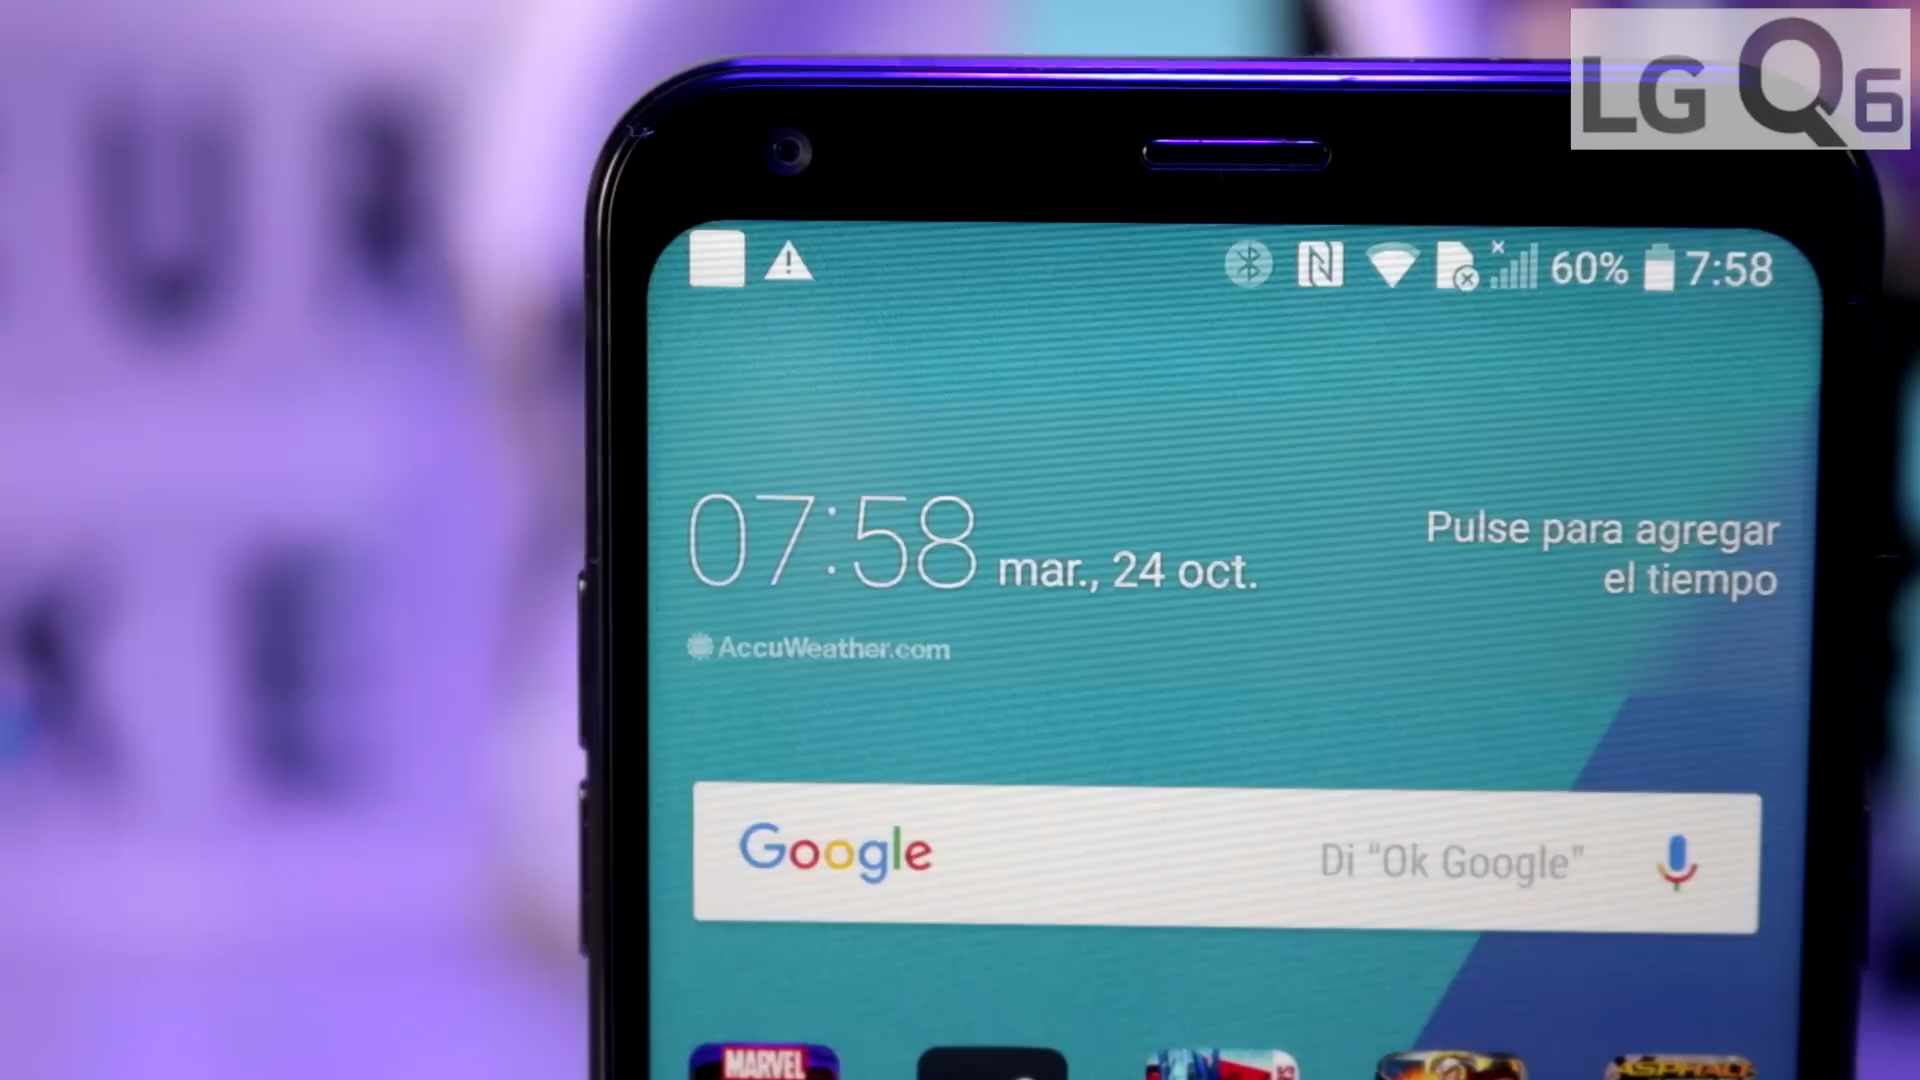 LG Q6
60% 7:58
07:58 mar., 24 oct.
Pulse para agregar
el tiempo
AccuWeather.com
Google Di "Ok Google"
MARVEL
ASPHALT